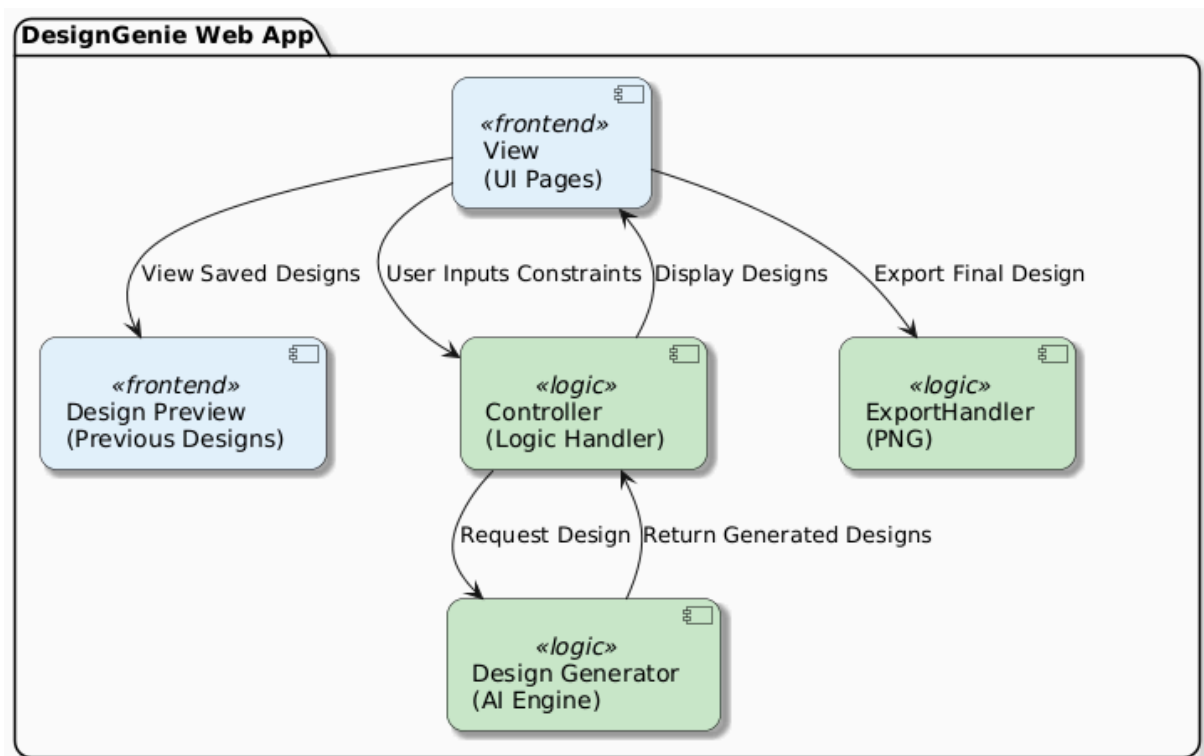 DesignGenie Web App
«frontend»
View
(UI Pages)
View Saved Designs
User Inputs Constraints
Display Designs
Export Final Design
«frontend»
Design Preview
(Previous Designs)
«logic»
Controller
(Logic Handler)
«logic»
ExportHandler
(PNG)
Request Design
Return Generated Designs
«logic»
Design Generator
(AI Engine)